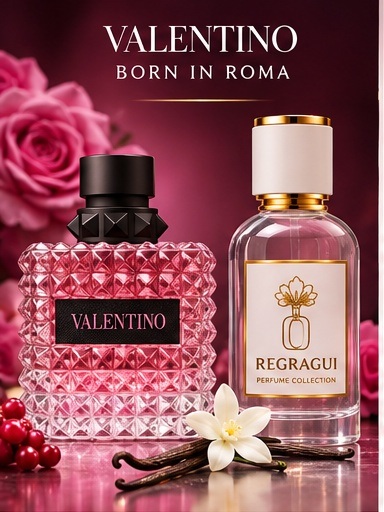 VALENTINO
BORN IN ROMA
VALENTINO
REGRAGUI
PERFUME COLLECTION